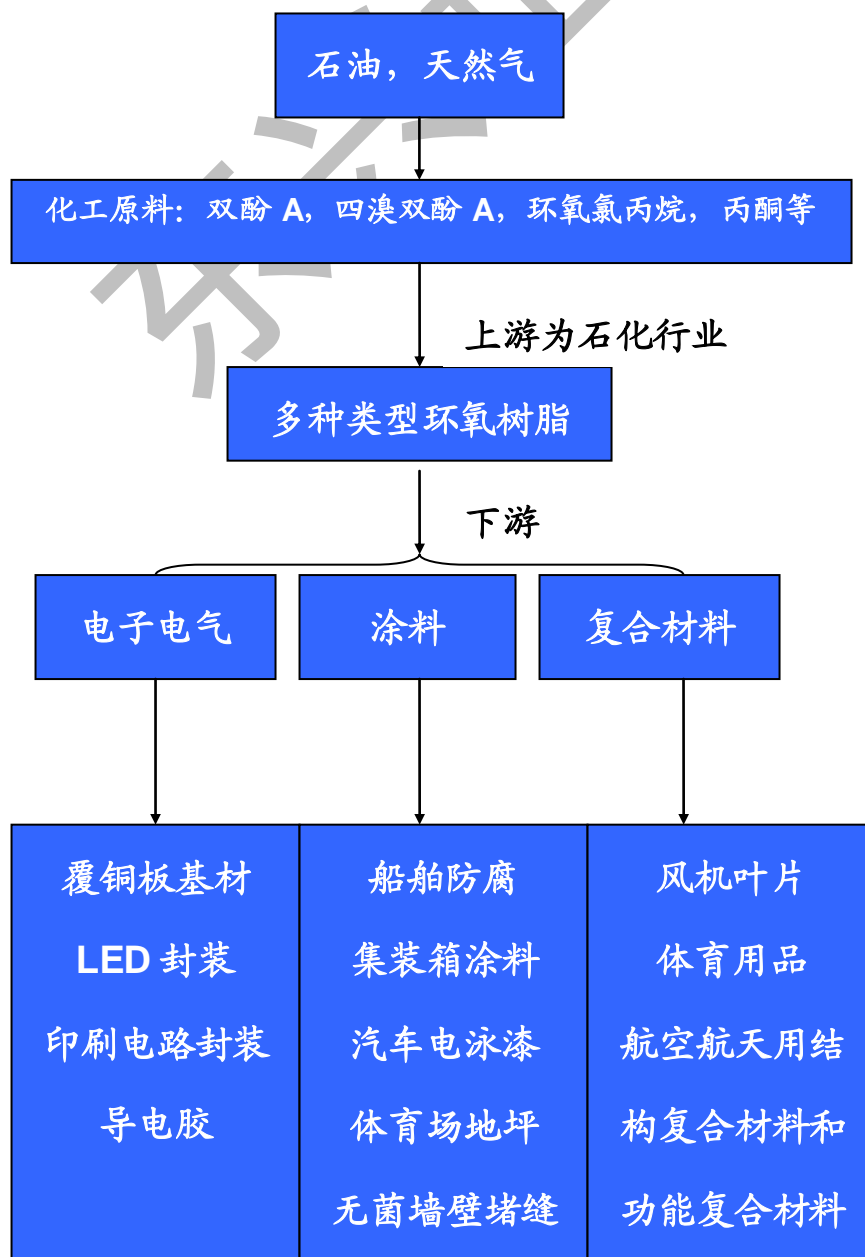 石油，天然气
化工原料：双酚 A，四溴双酚 A，环氧氯丙烷，丙酮等
上游为石化行业
多种类型环氧树脂
下游
电子电气
涂料
复合材料
覆铜板基材
LED 封装
印刷电路封装
导电胶
船舶防腐
集装箱涂料
汽车电泳漆
体育场地坪
无菌墙壁堵缝
风机叶片
体育用品
航空航天用结
构复合材料和
功能复合材料